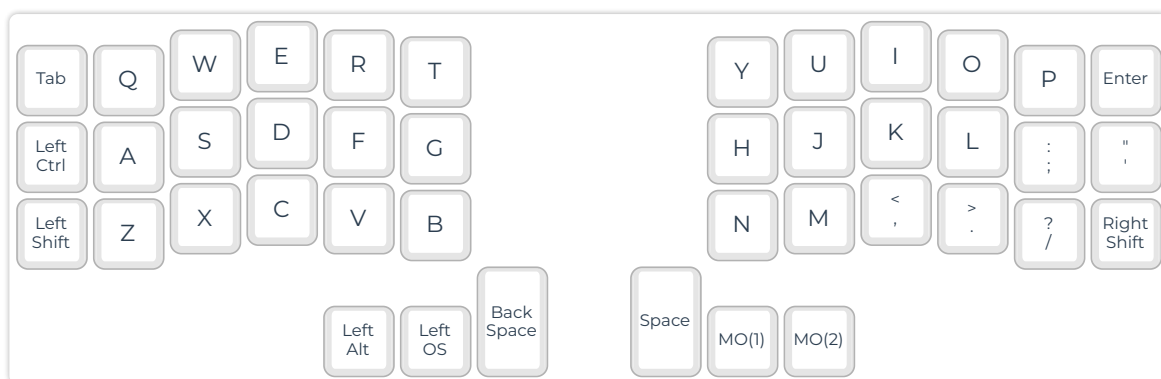 Tab Q W E R T Y U I O P Enter
Left Ctrl A S D F G H J K L : ; " '
Left Shift Z X C V B N M < , > . ? / Right Shift
Left Alt Left OS Back Space Space MO(1) MO(2)